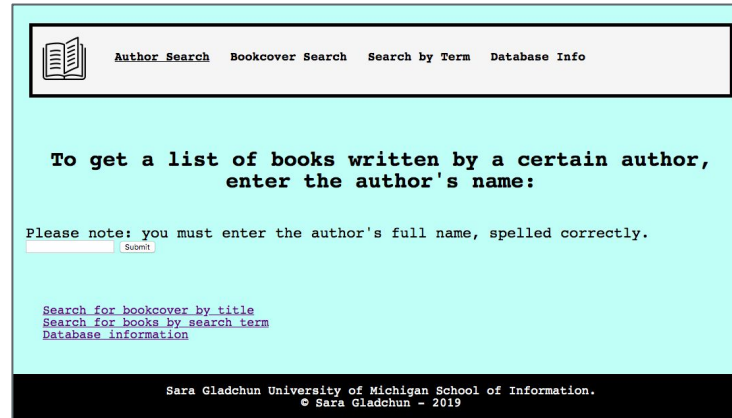 Author Search Bookcover Search Search by Term Database Info
To get a list of books written by a certain author,
enter the author's name:
Please note: you must enter the author's full name, spelled correctly.
Submit
Search for bookcover by title
Search for books by search term
Database information
Sara Gladchun University of Michigan School of Information.
© Sara Gladchun - 2019